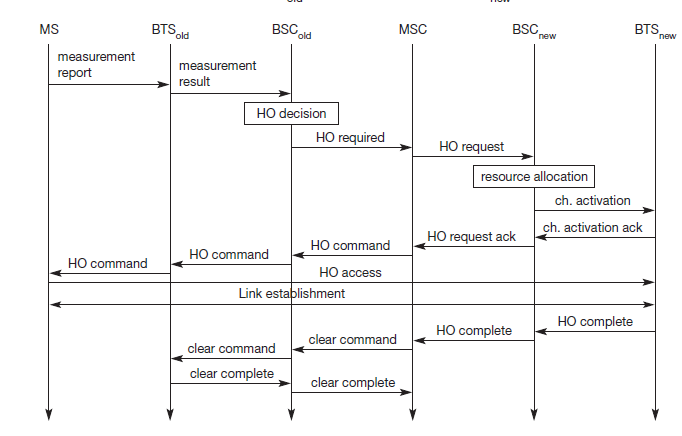 old new
MS BTSold BSCold MSC BSCnew BTSnew
measurement
report
measurement
result
HO decision
HO required
HO request
resource allocation
ch. activation
ch. activation ack
HO request ack
HO command
HO command
HO command
HO access
Link establishment
HO complete
HO complete
clear command
clear command
clear complete
clear complete